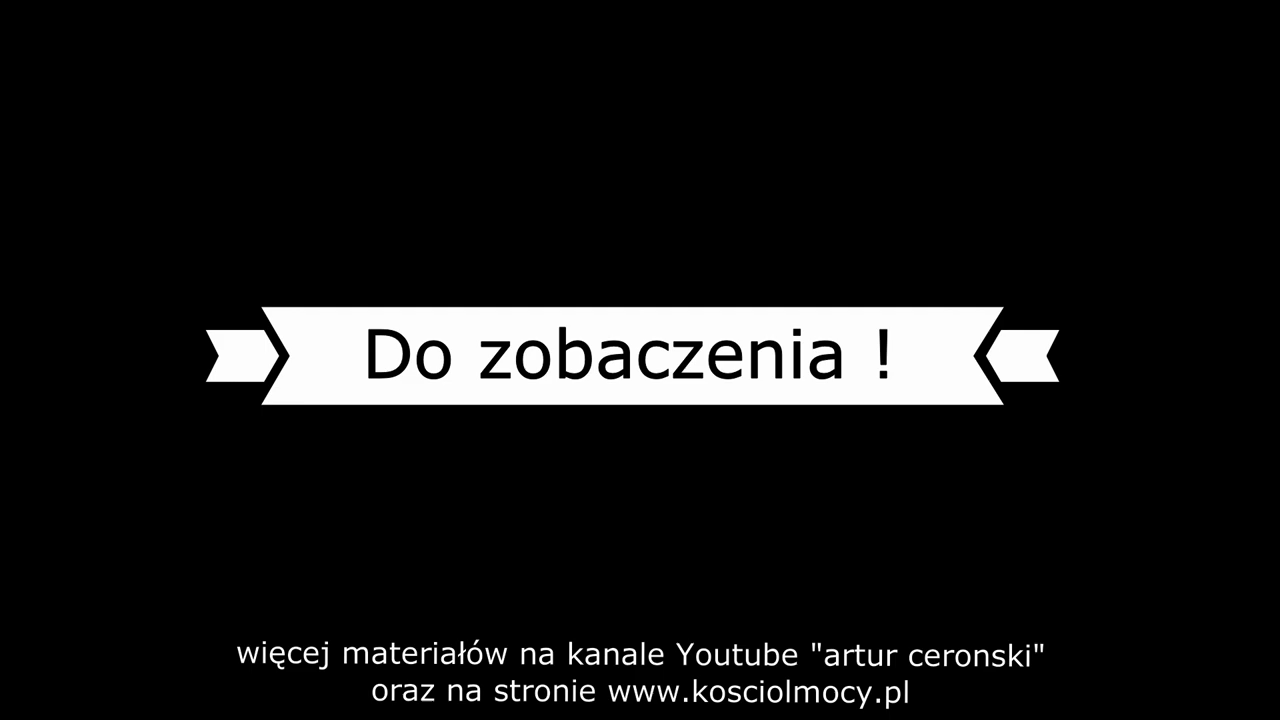 Do zobaczenia !
więcej materiałów na kanale Youtube "artur ceronski"
oraz na stronie www.kosciolmocy.pl